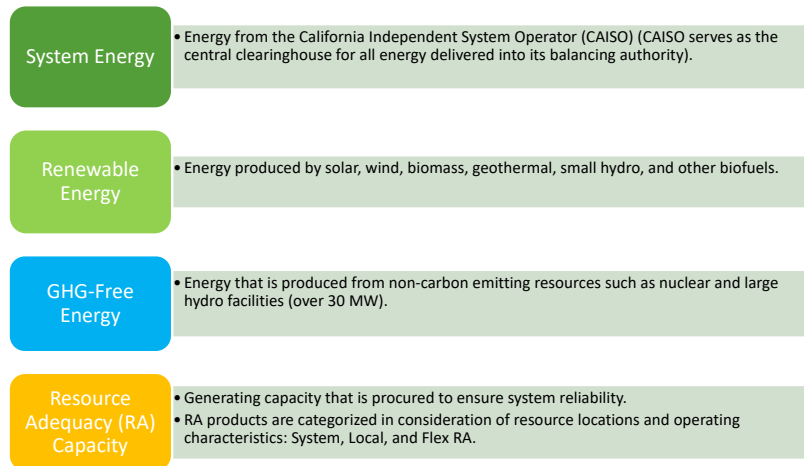 System Energy
• Energy from the California Independent System Operator (CAISO) (CAISO serves as the
central clearinghouse for all energy delivered into its balancing authority).
Renewable
Energy
• Energy produced by solar, wind, biomass, geothermal, small hydro, and other biofuels.
GHG-Free
Energy
• Energy that is produced from non-carbon emitting resources such as nuclear and large
hydro facilities (over 30 MW).
Resource
Adequacy (RA)
Capacity
• Generating capacity that is procured to ensure system reliability.
• RA products are categorized in consideration of resource locations and operating
characteristics: System, Local, and Flex RA.